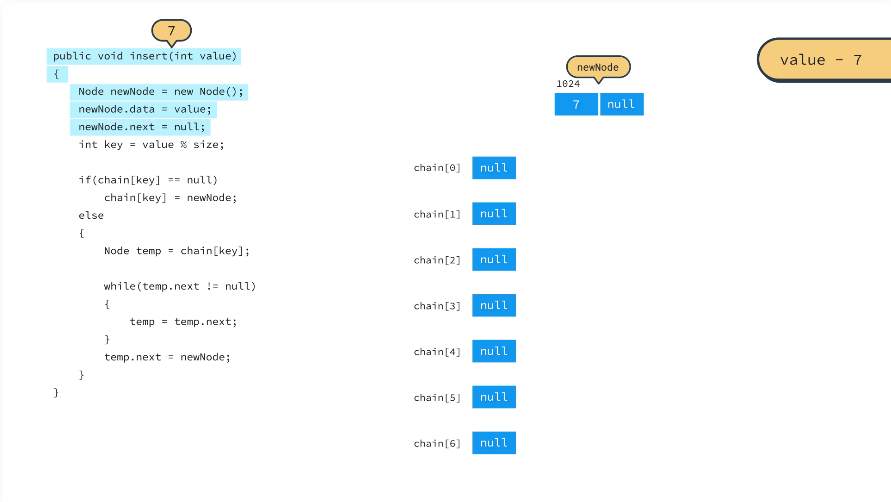 7
public void insert(int value)
{
Node newNode = new Node();
newNode.data = value;
newNode.next = null;
int key = value % size;
if(chain[key] == null)
chain[key] = newNode;
else
{
Node temp = chain[key];
while(temp.next != null)
{
temp = temp.next;
}
temp.next = newNode;
}
}
newNode
1024
7 null
value - 7
chain[0] null
chain[1] null
chain[2] null
chain[3] null
chain[4] null
chain[5] null
chain[6] null